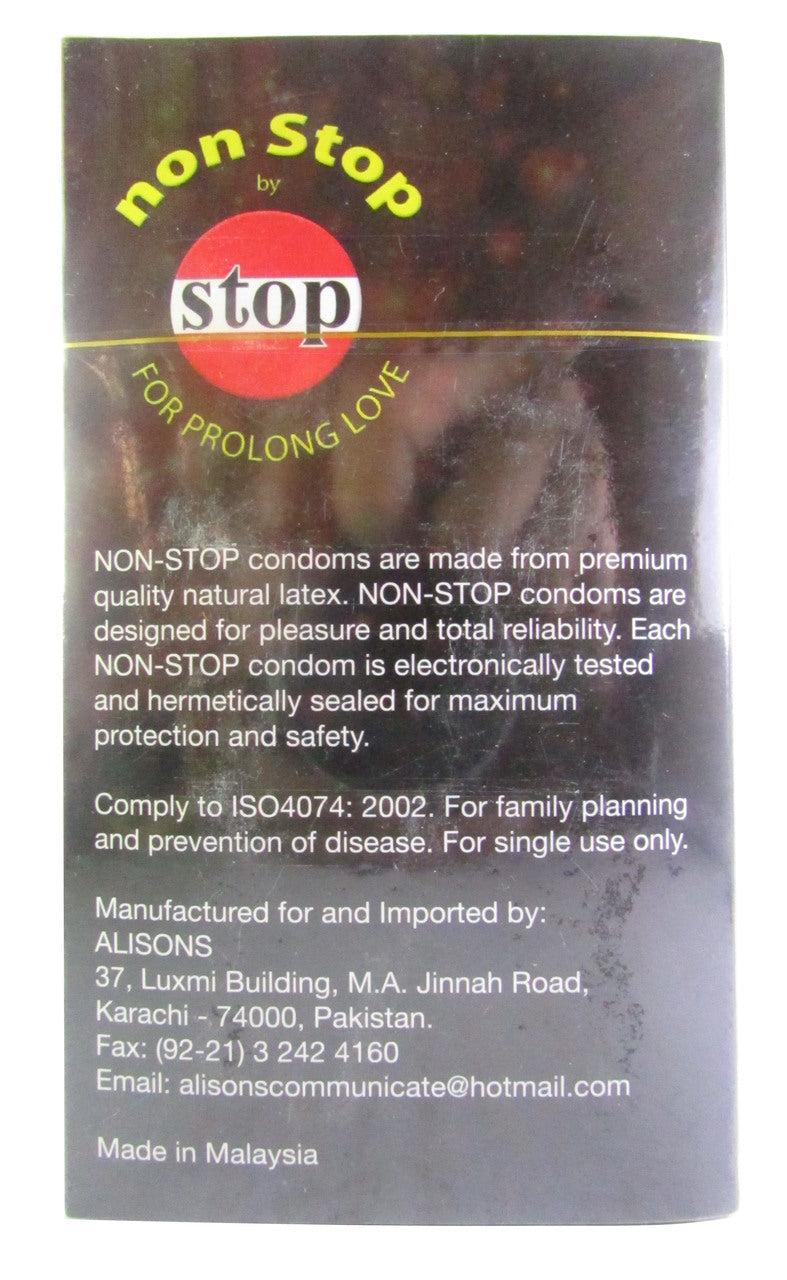 non Stop
by
stop
FOR PROLONG LOVE
NON-STOP condoms are made from premium
quality natural latex. NON-STOP condoms are
designed for pleasure and total reliability. Each
NON-STOP condom is electronically tested
and hermetically sealed for maximum
protection and safety.
Comply to ISO4074: 2002. For family planning
and prevention of disease. For single use only.
Manufactured for and Imported by:
ALISONS
37, Luxmi Building, M.A. Jinnah Road,
Karachi - 74000, Pakistan.
Fax: (92-21) 3 242 4160
Email: alisonscommunicate@hotmail.com
Made in Malaysia